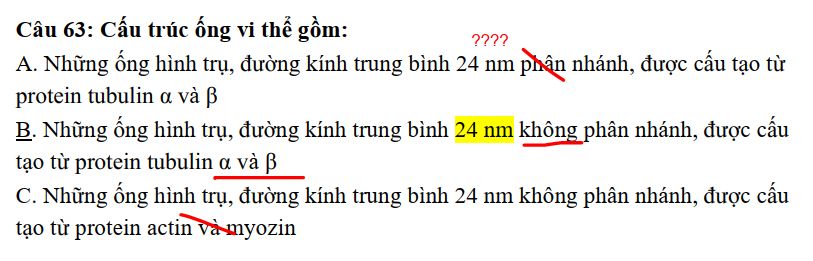 Câu 63: Cấu trúc ống vi thể gồm:
????
A. Những ống hình trụ, đường kính trung bình 24 nm phân nhánh, được cấu tạo từ
protein tubulin α và β
B. Những ống hình trụ, đường kính trung bình 24 nm không phân nhánh, được cấu
tạo từ protein tubulin α và β
C. Những ống hình trụ, đường kính trung bình 24 nm không phân nhánh, được cấu
tạo từ protein actin và myozin